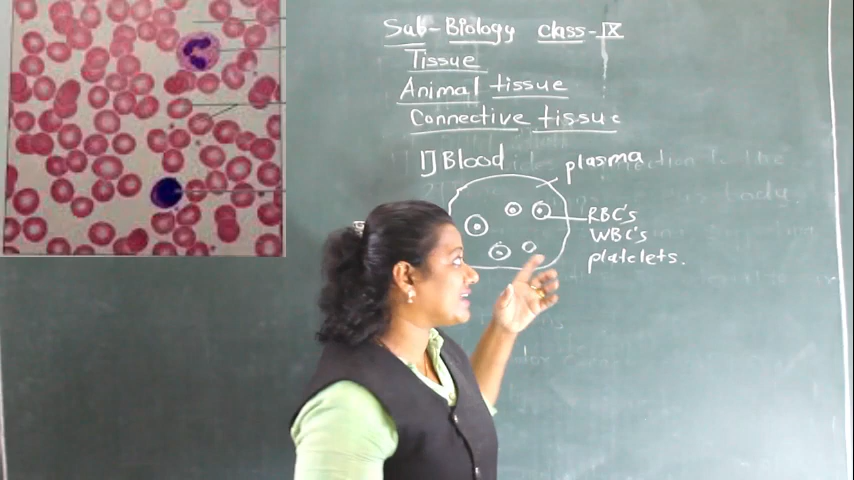 Sub-Biology class-IX
Tissue
Animal tissue
Connective tissue
1] Blood
plasma
RBC's
WBC's
platelets.